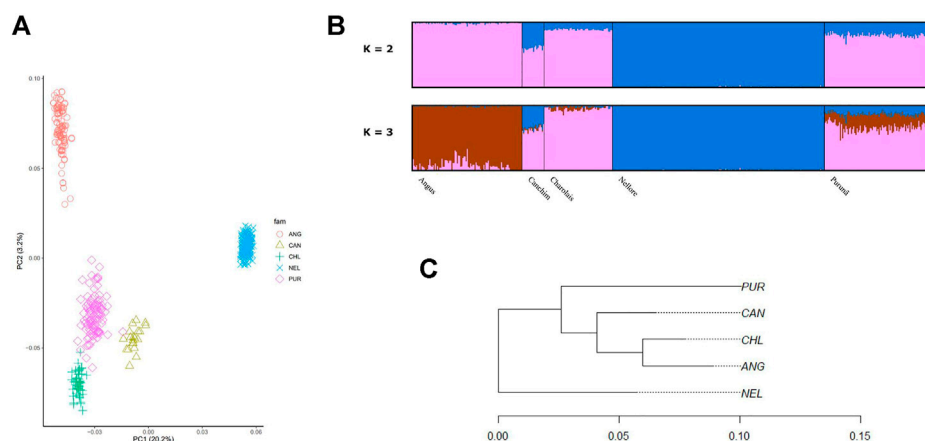 A
0.10
0.05
0.00
−0.05
PC2 (3.2%)
−0.03
0.00
0.03
0.06
PC1 (20.2%)
fam
ANG
CAN
CHL
NEL
PUR
B
K = 2
K = 3
Angus
Canchim
Charolais
Nellore
Purunã
C
PUR
CAN
CHL
ANG
NEL
0.00
0.05
0.10
0.15